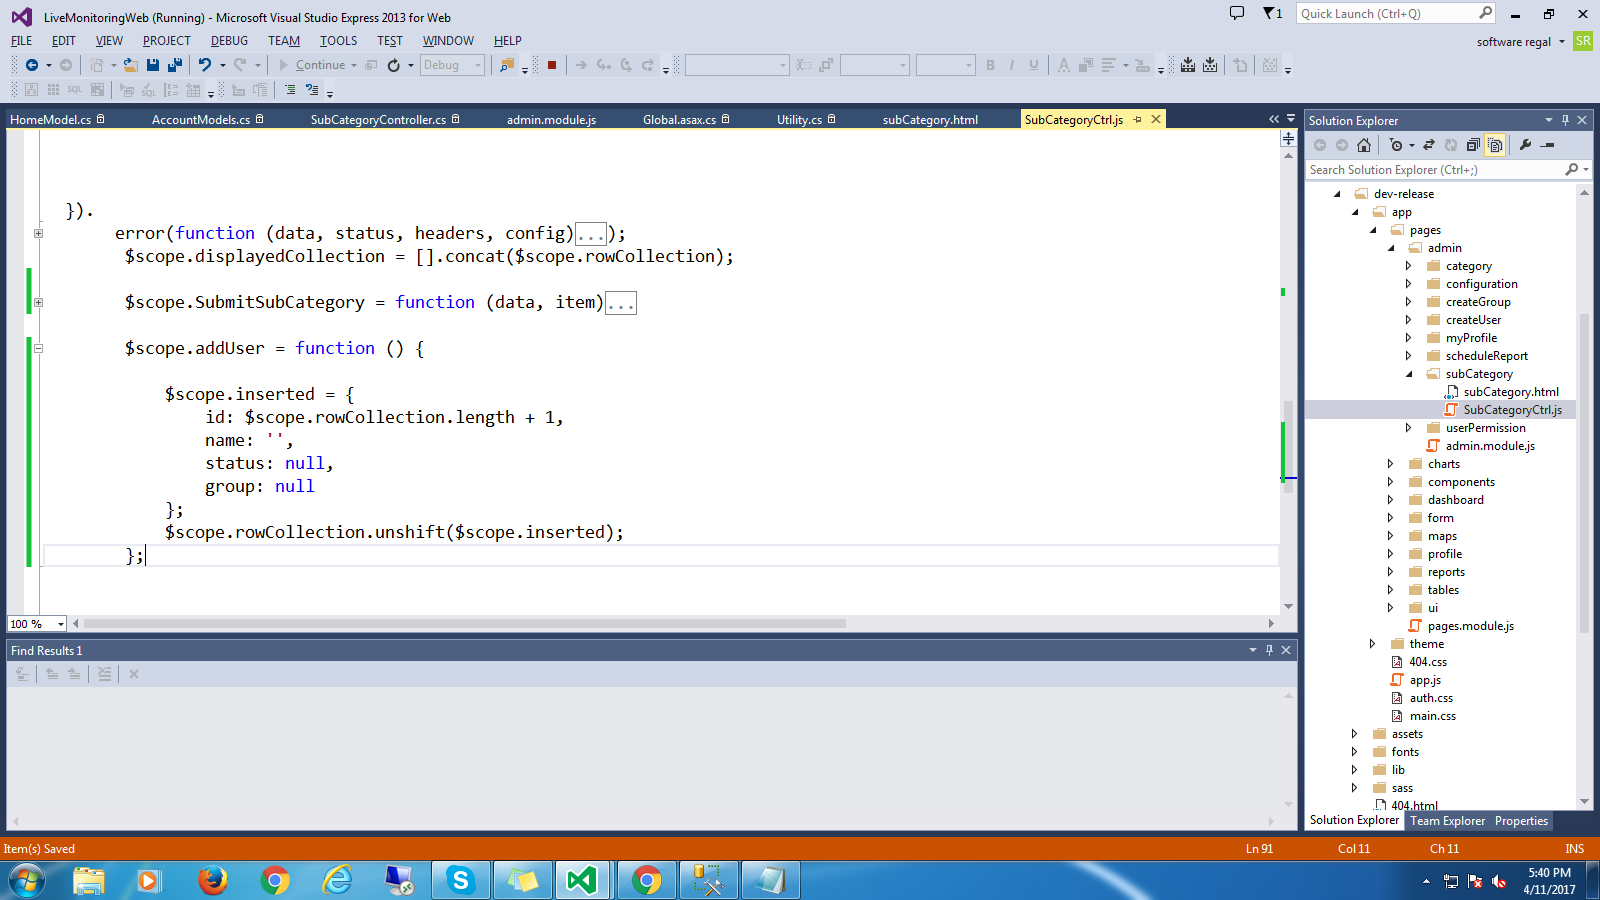 LiveMonitoringWeb (Running) - Microsoft Visual Studio Express 2013 for Web
1
Quick Launch (Ctrl+Q)
FILE EDIT VIEW PROJECT DEBUG TEAM TOOLS TEST WINDOW HELP
software regal
SR
Continue
Debug
B I U A
SQL SQL
HomeModel.cs AccountModels.cs SubCategoryController.cs admin.module.js Global.asax.cs Utility.cs subCategory.html SubCategoryCtrl.js
}).
error(function (data, status, headers, config)...);
$scope.displayedCollection = [].concat($scope.rowCollection);
$scope.SubmitSubCategory = function (data, item)...
$scope.addUser = function () {
$scope.inserted = {
id: $scope.rowCollection.length + 1,
name: '',
status: null,
group: null
};
$scope.rowCollection.unshift($scope.inserted);
};
100 %
Find Results 1
Solution Explorer
Search Solution Explorer (Ctrl+;)
dev-release
app
pages
admin
category
configuration
createGroup
createUser
myProfile
scheduleReport
subCategory
subCategory.html
SubCategoryCtrl.js
userPermission
admin.module.js
charts
components
dashboard
form
maps
profile
reports
tables
ui
pages.module.js
theme
404.css
app.js
auth.css
main.css
assets
fonts
lib
sass
404.html
Solution Explorer Team Explorer Properties
Item(s) Saved
Ln 91 Col 11 Ch 11 INS
5:40 PM
4/11/2017